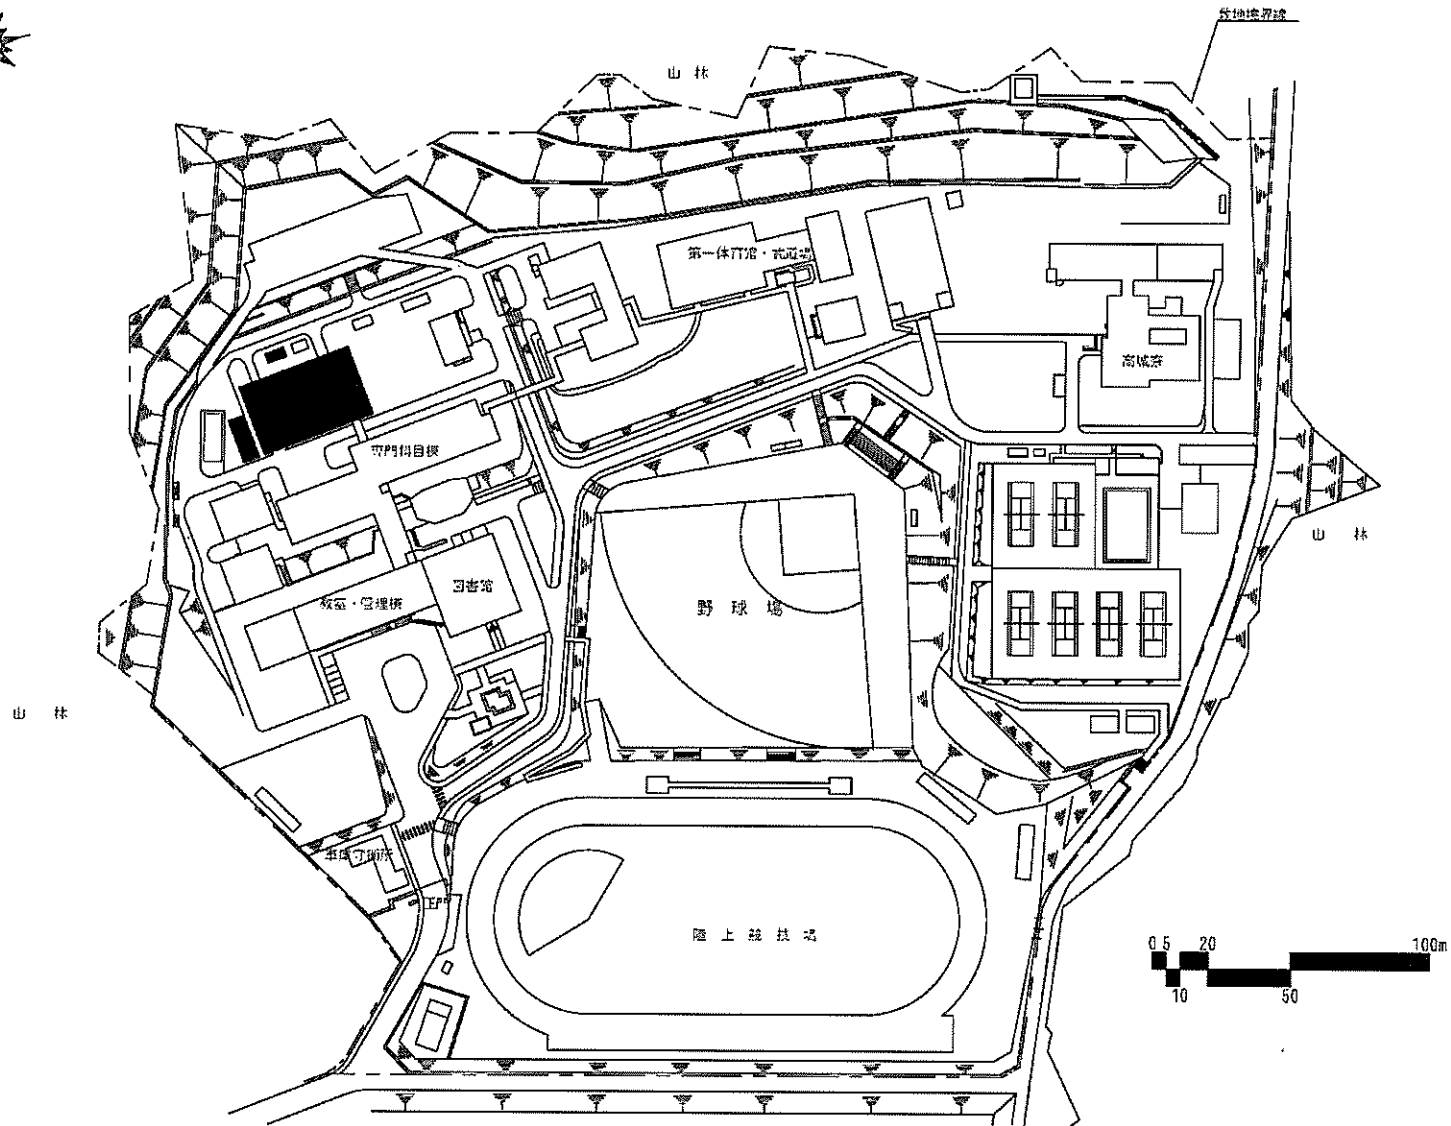 敷地境界線
山 林
第一体育館・武道場
高城寮
専門科目棟
山 林
図書館
教室・管理棟
野 球 場
山 林
車庫守衛所
正門
陸 上 競 技 場
0 5 20 100m
10 50